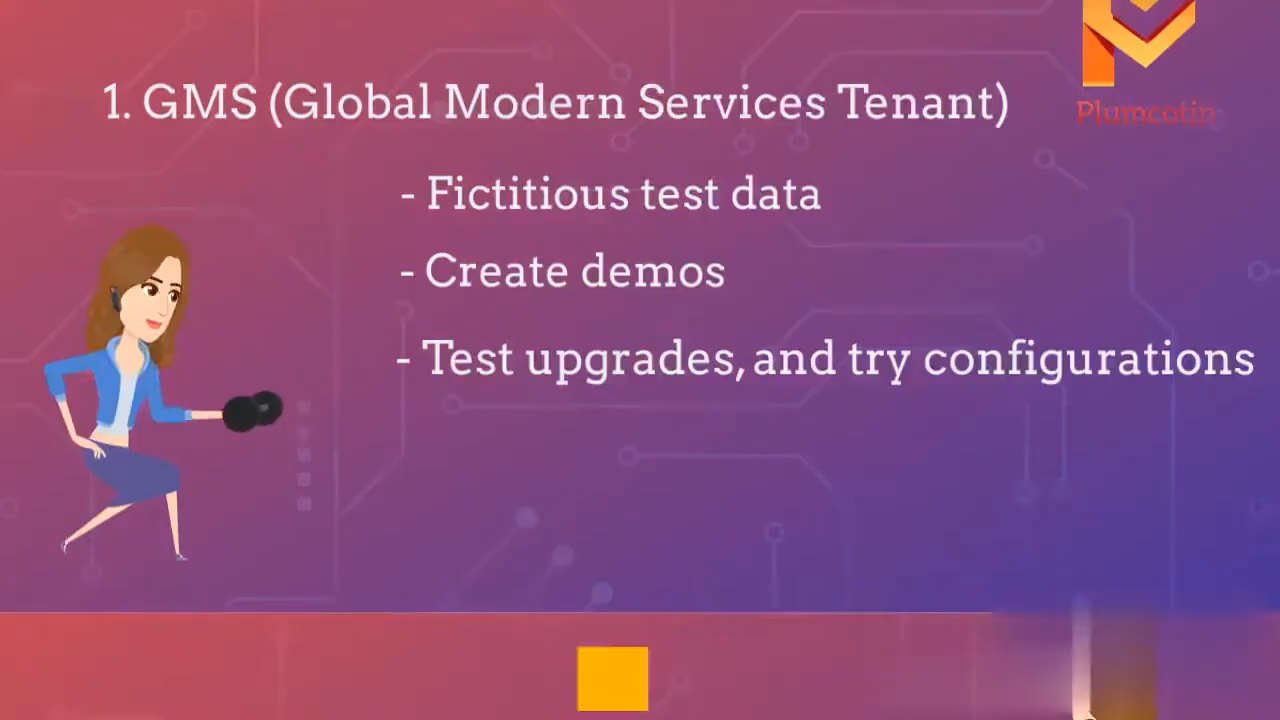 1. GMS (Global Modern Services Tenant)
Plumcotin
- Fictitious test data
- Create demos
- Test upgrades, and try configurations